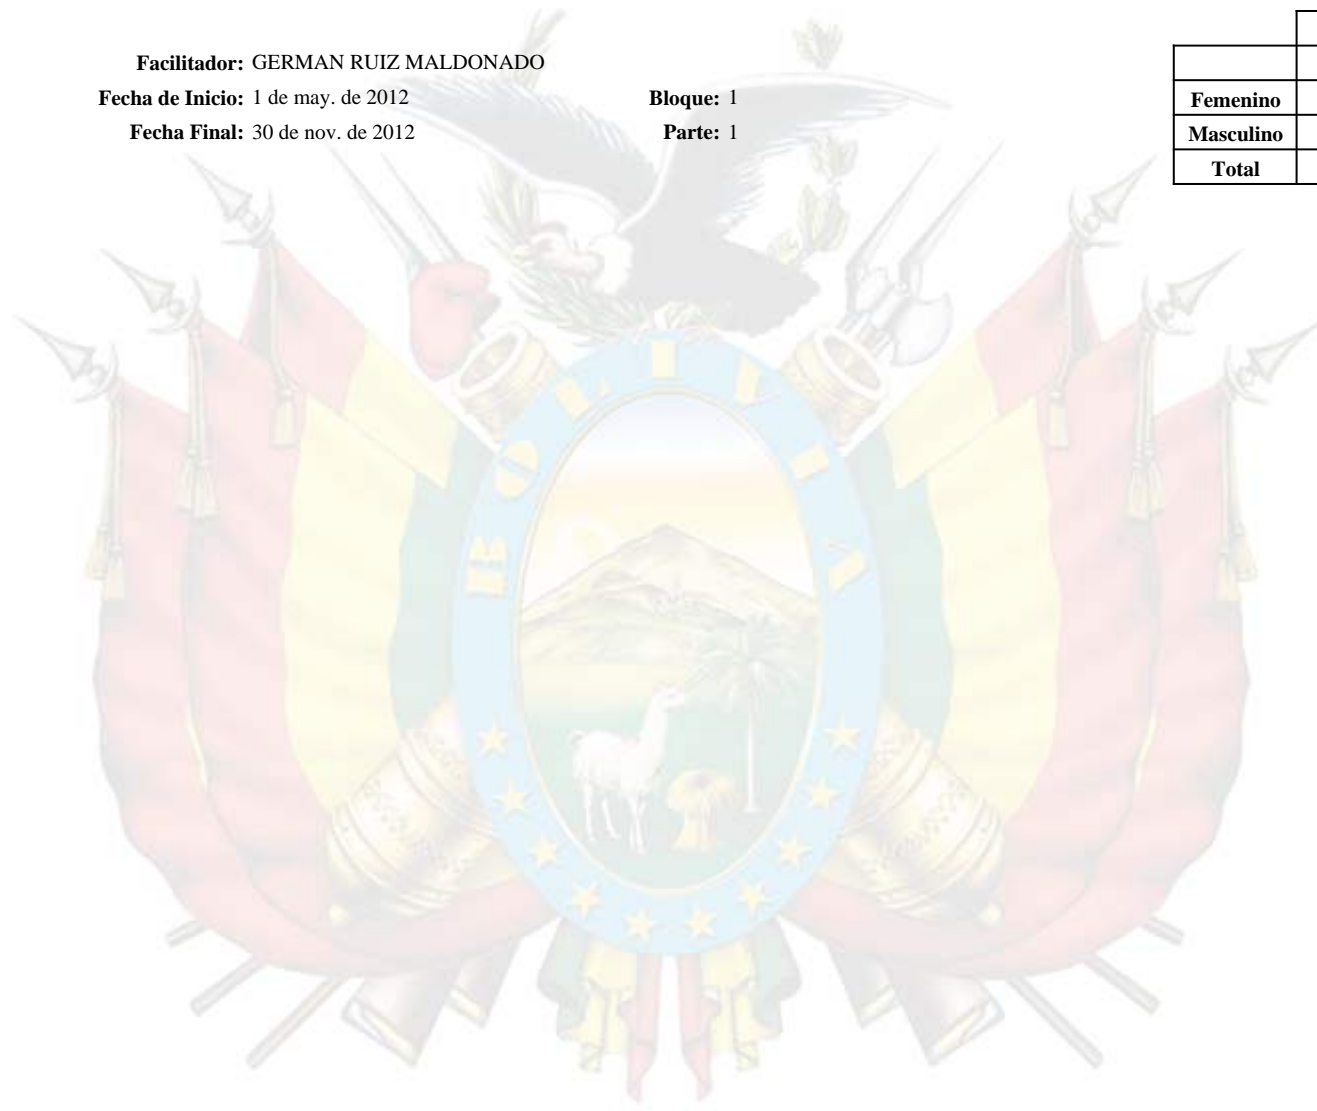 Facilitador: GERMAN RUIZ MALDONADO
Fecha de Inicio: 1 de may. de 2012 Bloque: 1
Fecha Final: 30 de nov. de 2012 Parte: 1
Femenino
Masculino
Total
BOLIVIA